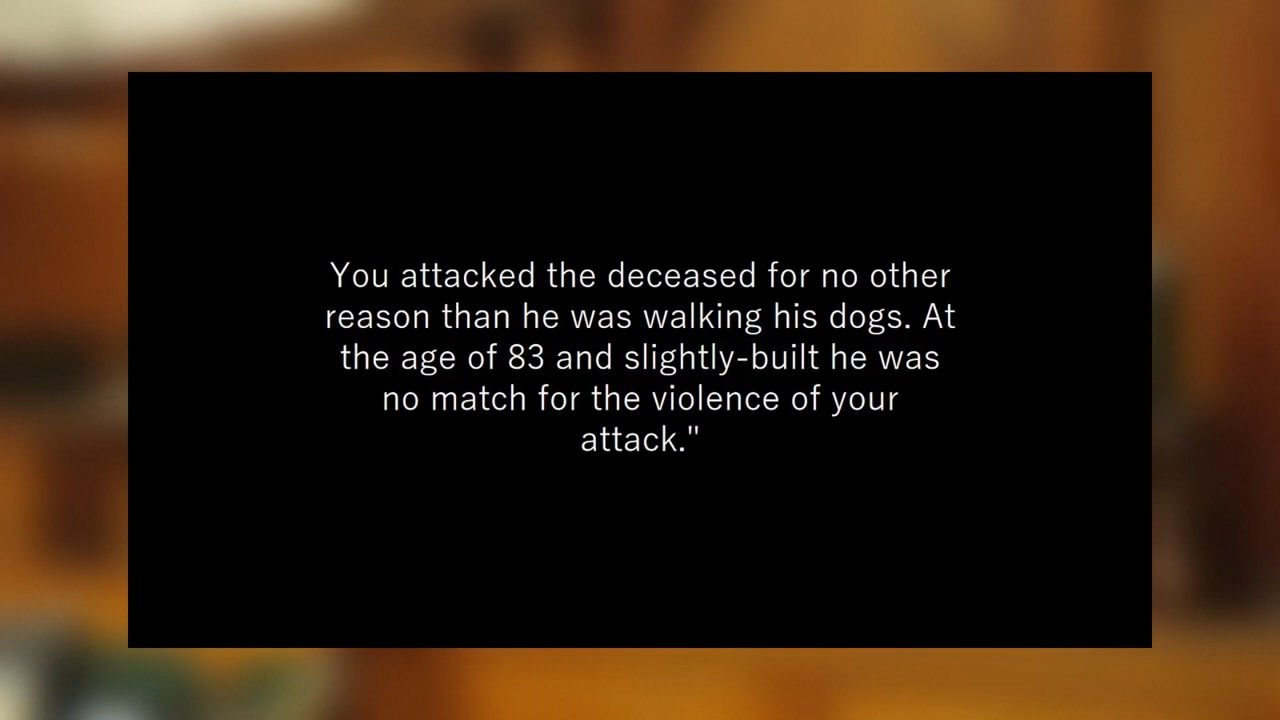 You attacked the deceased for no other
reason than he was walking his dogs. At
the age of 83 and slightly-built he was
no match for the violence of your
attack."